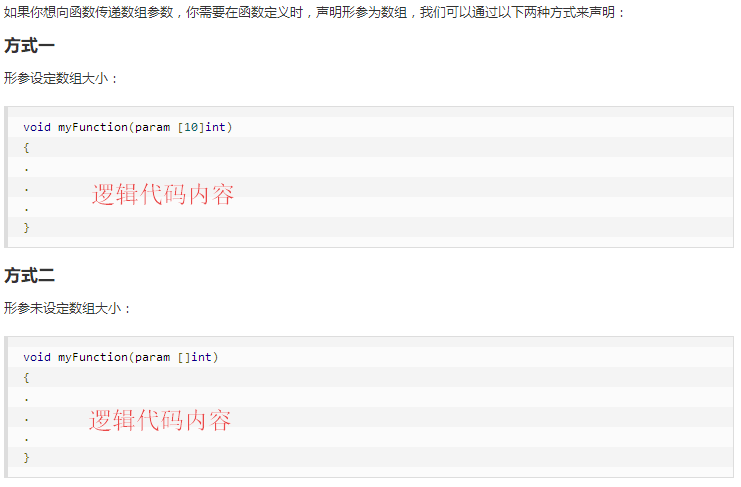 如果你想向函数传递数组参数，你需要在函数定义时，声明形参为数组，我们可以通过以下两种方式来声明：
方式一
形参设定数组大小：
void myFunction(param [10]int)
{
.
.
逻辑代码内容
.
}
方式二
形参未设定数组大小：
void myFunction(param []int)
{
.
.
逻辑代码内容
.
}